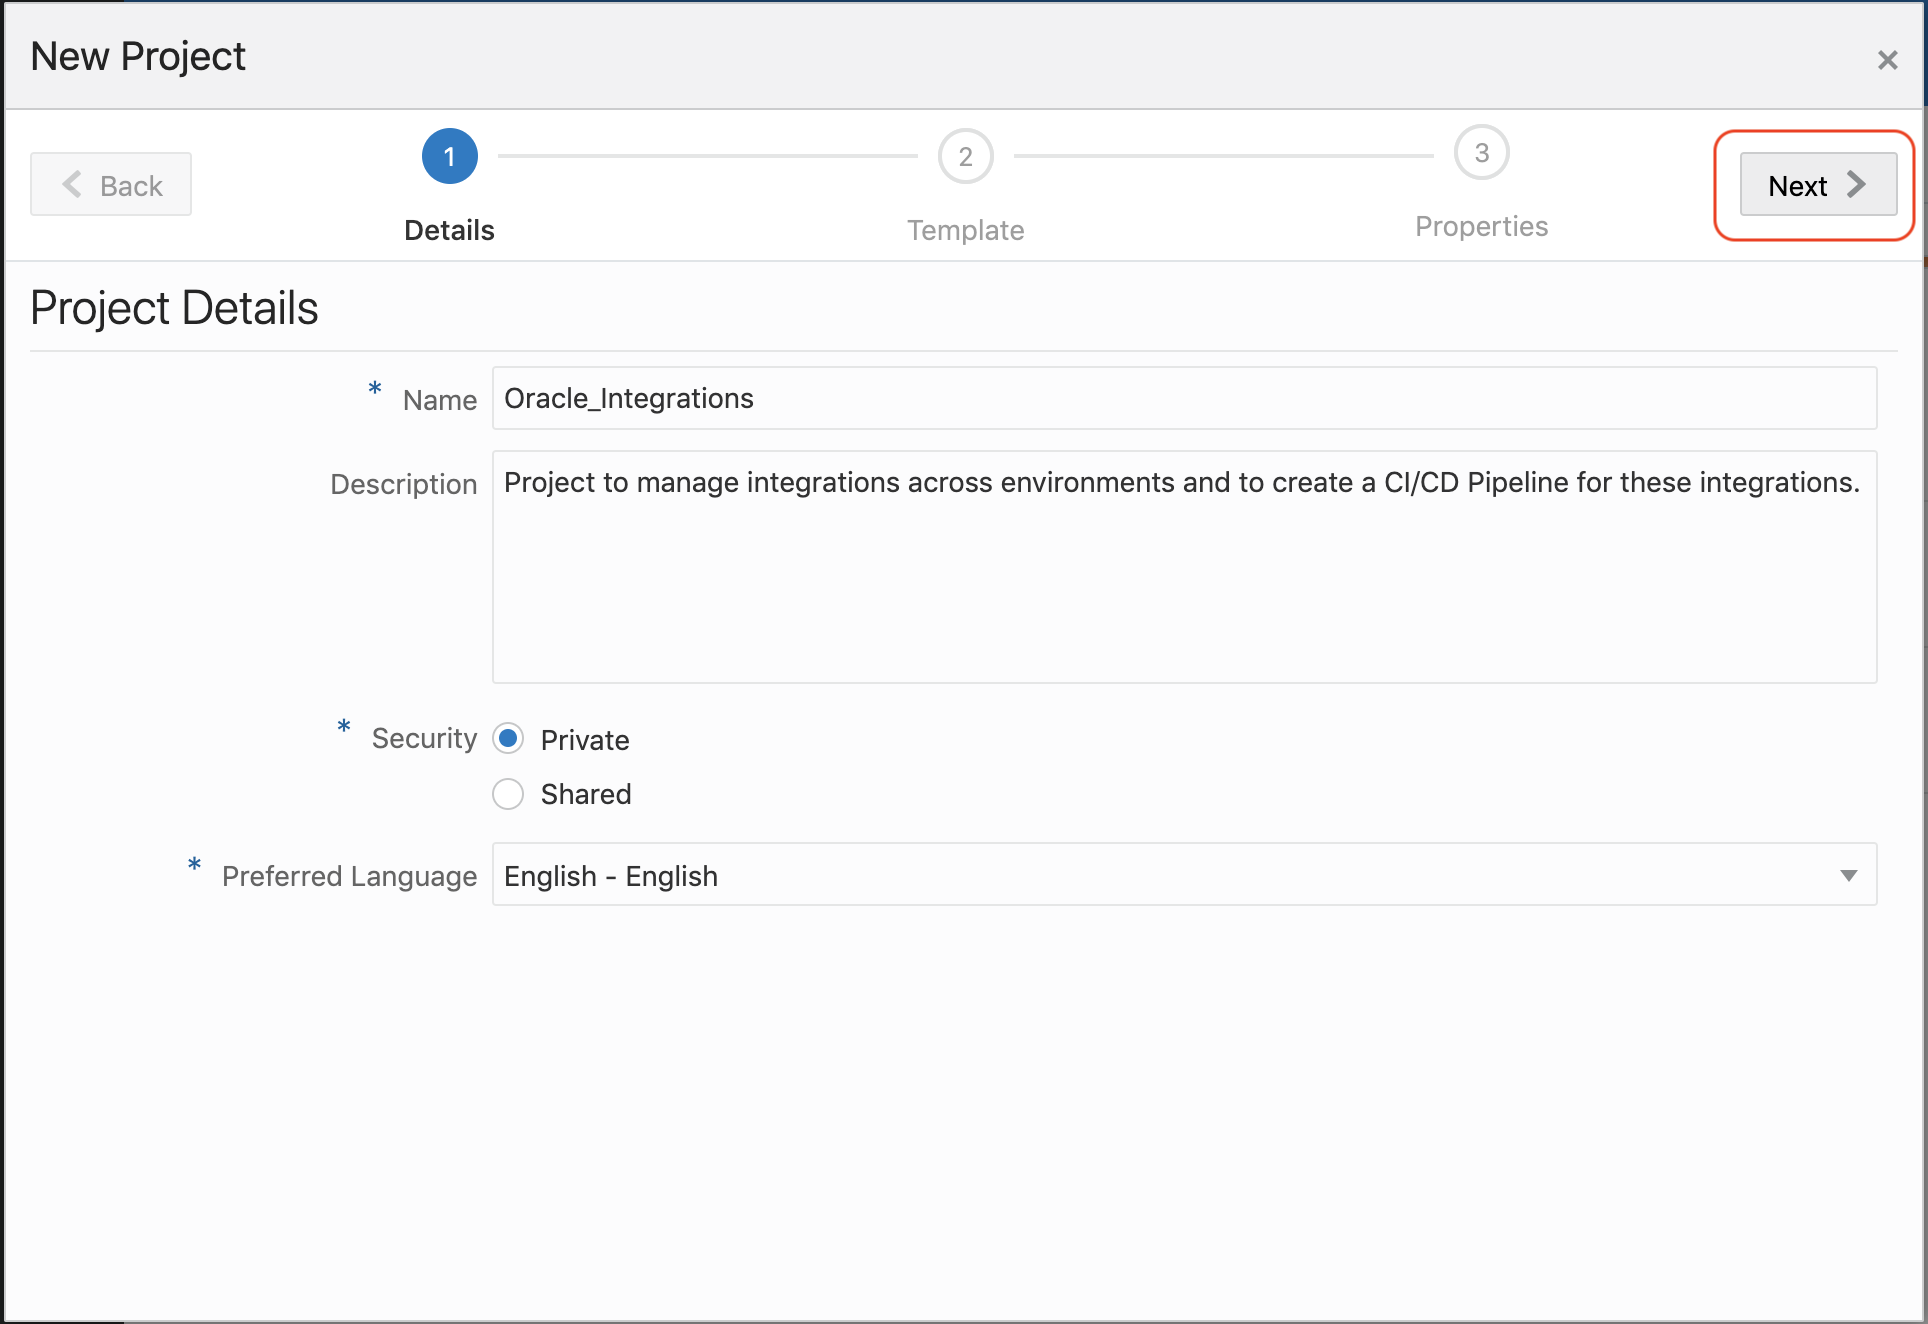 New Project
×
Back
1
2
3
Next
Details
Template
Properties
Project Details
* Name
Oracle_Integrations
Description
Project to manage integrations across environments and to create a CI/CD Pipeline for these integrations.
* Security
Private
Shared
* Preferred Language
English - English